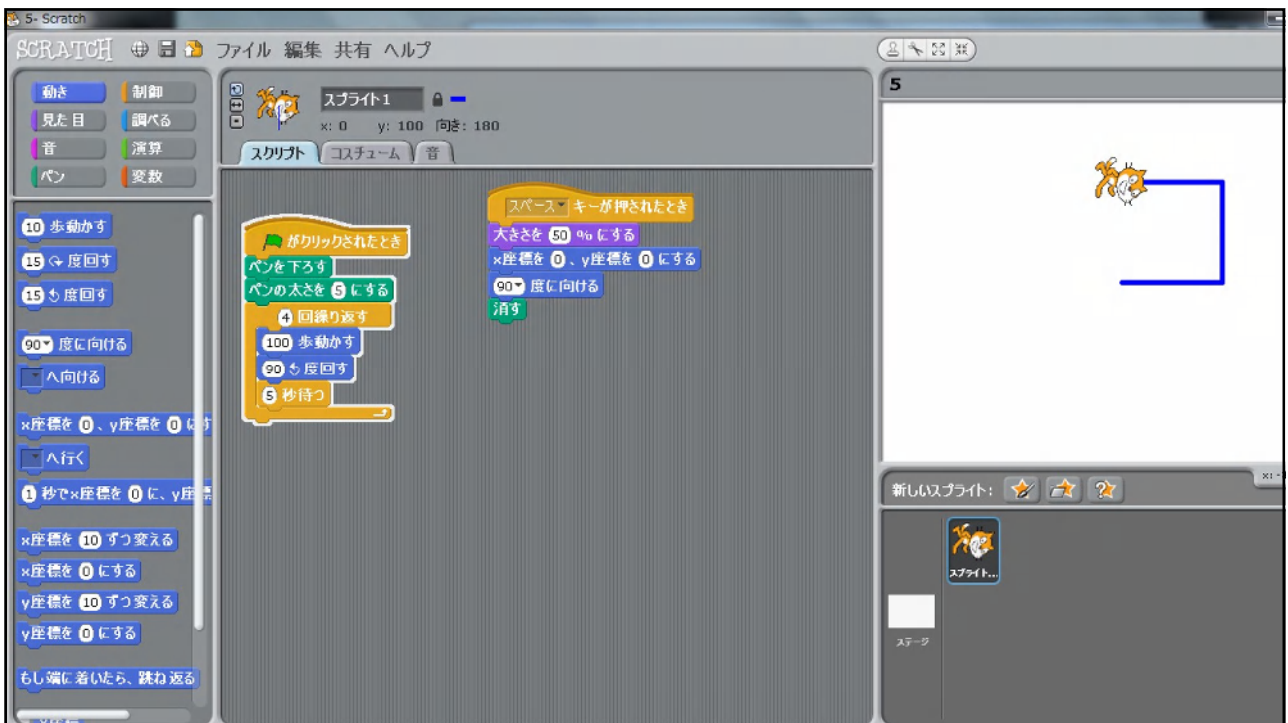 5- Scratch
SCRATCH ファイル 編集 共有 ヘルプ
動き 制御
見た目 調べる
音 演算
ペン 変数
スプライト1
x: 0 y: 100 向き: 180
スクリプト コスチューム 音
10 歩動かす
15 度回す
15 度回す
90 度に向ける
へ向ける
x座標を 0 、y座標を 0 にす
へ行く
1 秒でx座標を 0 に、y座標
x座標を 10 ずつ変える
x座標を 0 にする
y座標を 10 ずつ変える
y座標を 0 にする
もし端に着いたら、跳ね返る
がクリックされたとき
ペンを下ろす
ペンの太さを 5 にする
4 回繰り返す
100 歩動かす
90 度回す
5 秒待つ
スペース キーが押されたとき
大きさを 50 % にする
x座標を 0 、y座標を 0 にする
90 度に向ける
消す
5
新しいスプライト:
スプライト...
ステージ